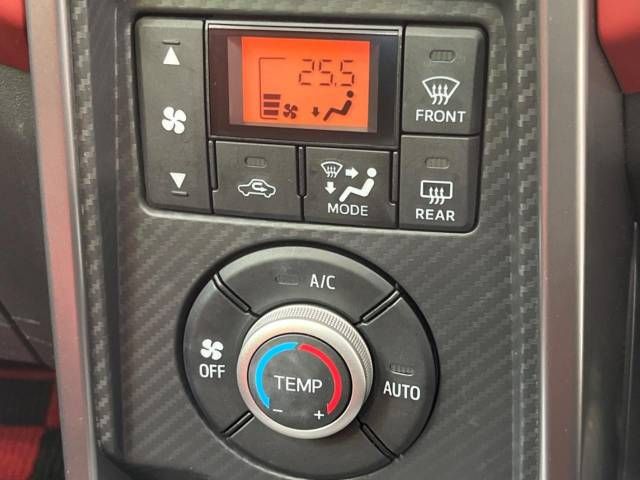 25.5
FRONT
MODE
REAR
A/C
OFF
TEMP
AUTO
- +